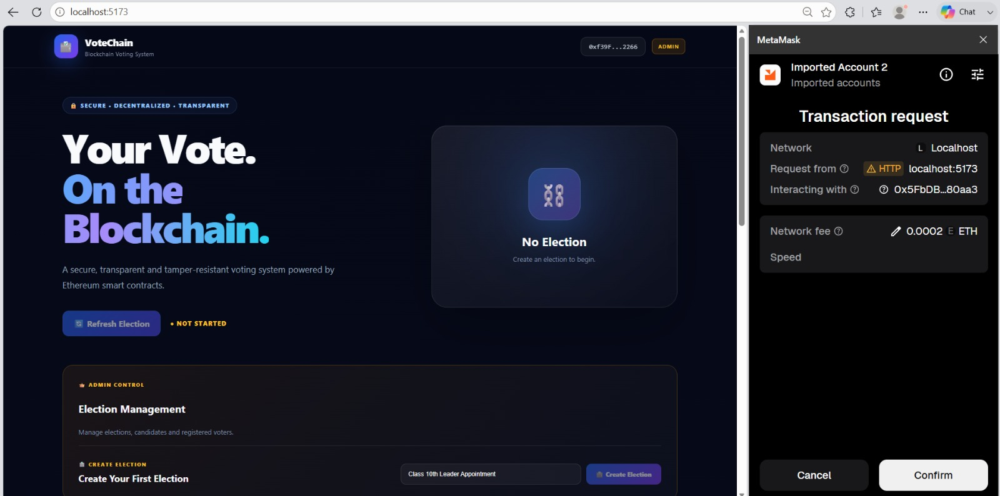 localhost:5173
Chat
VoteChain
Blockchain Voting System
0xf39F...2266
ADMIN
SECURE • DECENTRALIZED • TRANSPARENT
Your Vote.
On the
Blockchain.
A secure, transparent and tamper-resistant voting system powered by
Ethereum smart contracts.
Refresh Election
• NOT STARTED
No Election
Create an election to begin.
ADMIN CONTROL
Election Management
Manage elections, candidates and registered voters.
CREATE ELECTION
Create Your First Election
Class 10th Leader Appointment
Create Election
MetaMask
Imported Account 2
Imported accounts
Transaction request
Network
L Localhost
Request from
HTTP localhost:5173
Interacting with
0x5FbDB...80aa3
Network fee
0.0002 E ETH
Speed
Cancel
Confirm